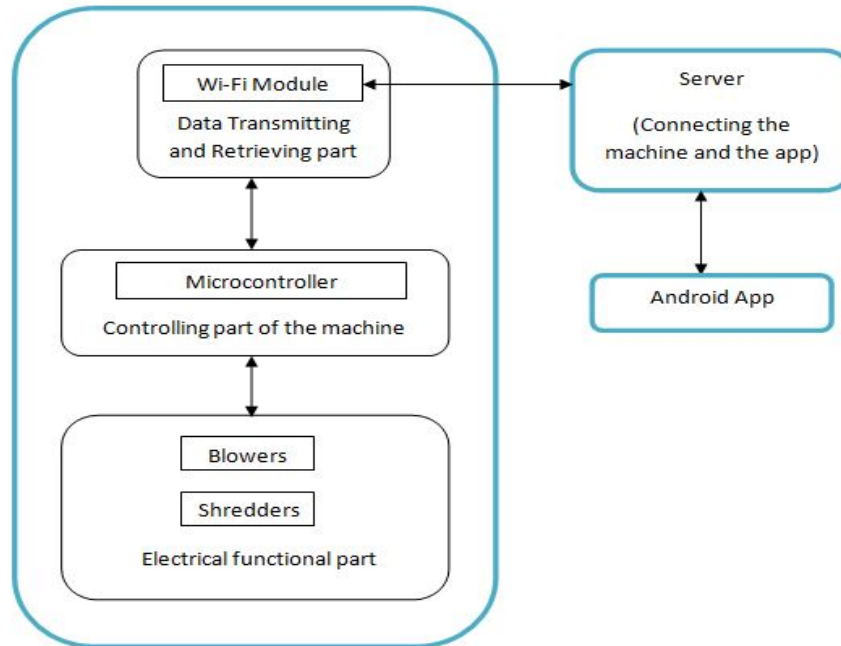 Wi-Fi Module
Data Transmitting
and Retrieving part
Microcontroller
Controlling part of the machine
Blowers
Shredders
Electrical functional part
Server
(Connecting the
machine and the app)
Android App